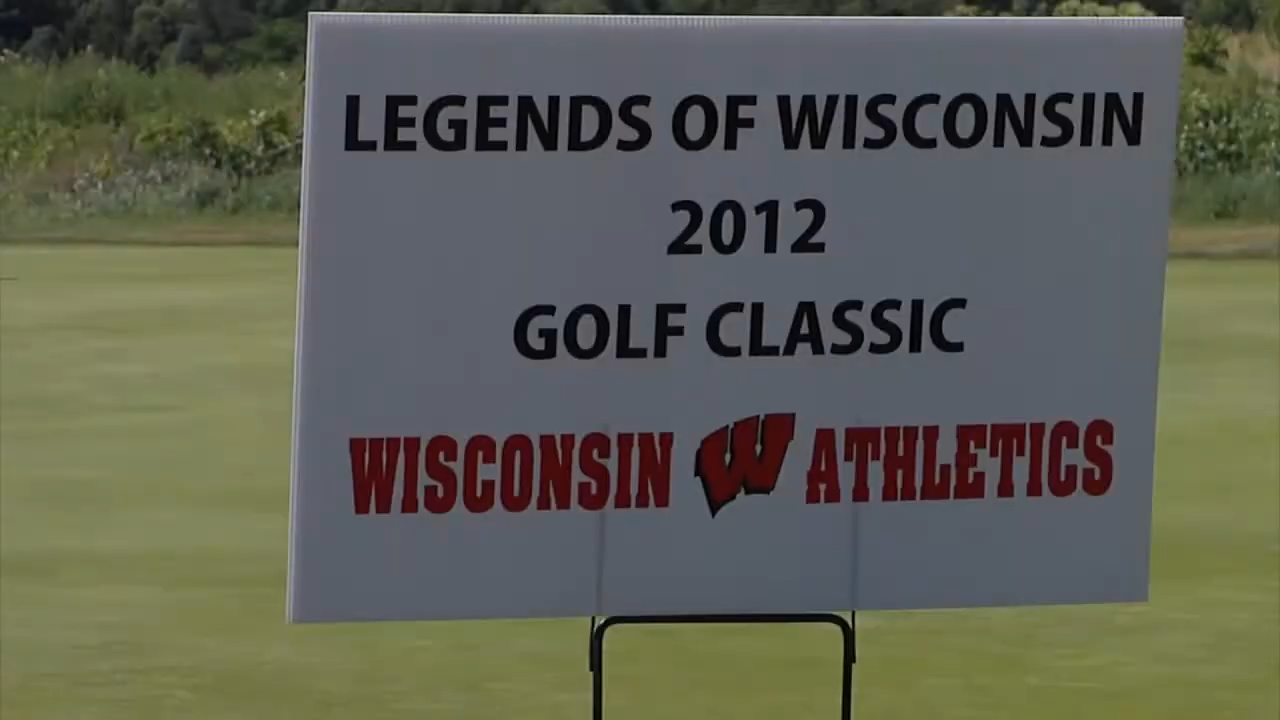 LEGENDS OF WISCONSIN
2012
GOLF CLASSIC
WISCONSIN W ATHLETICS